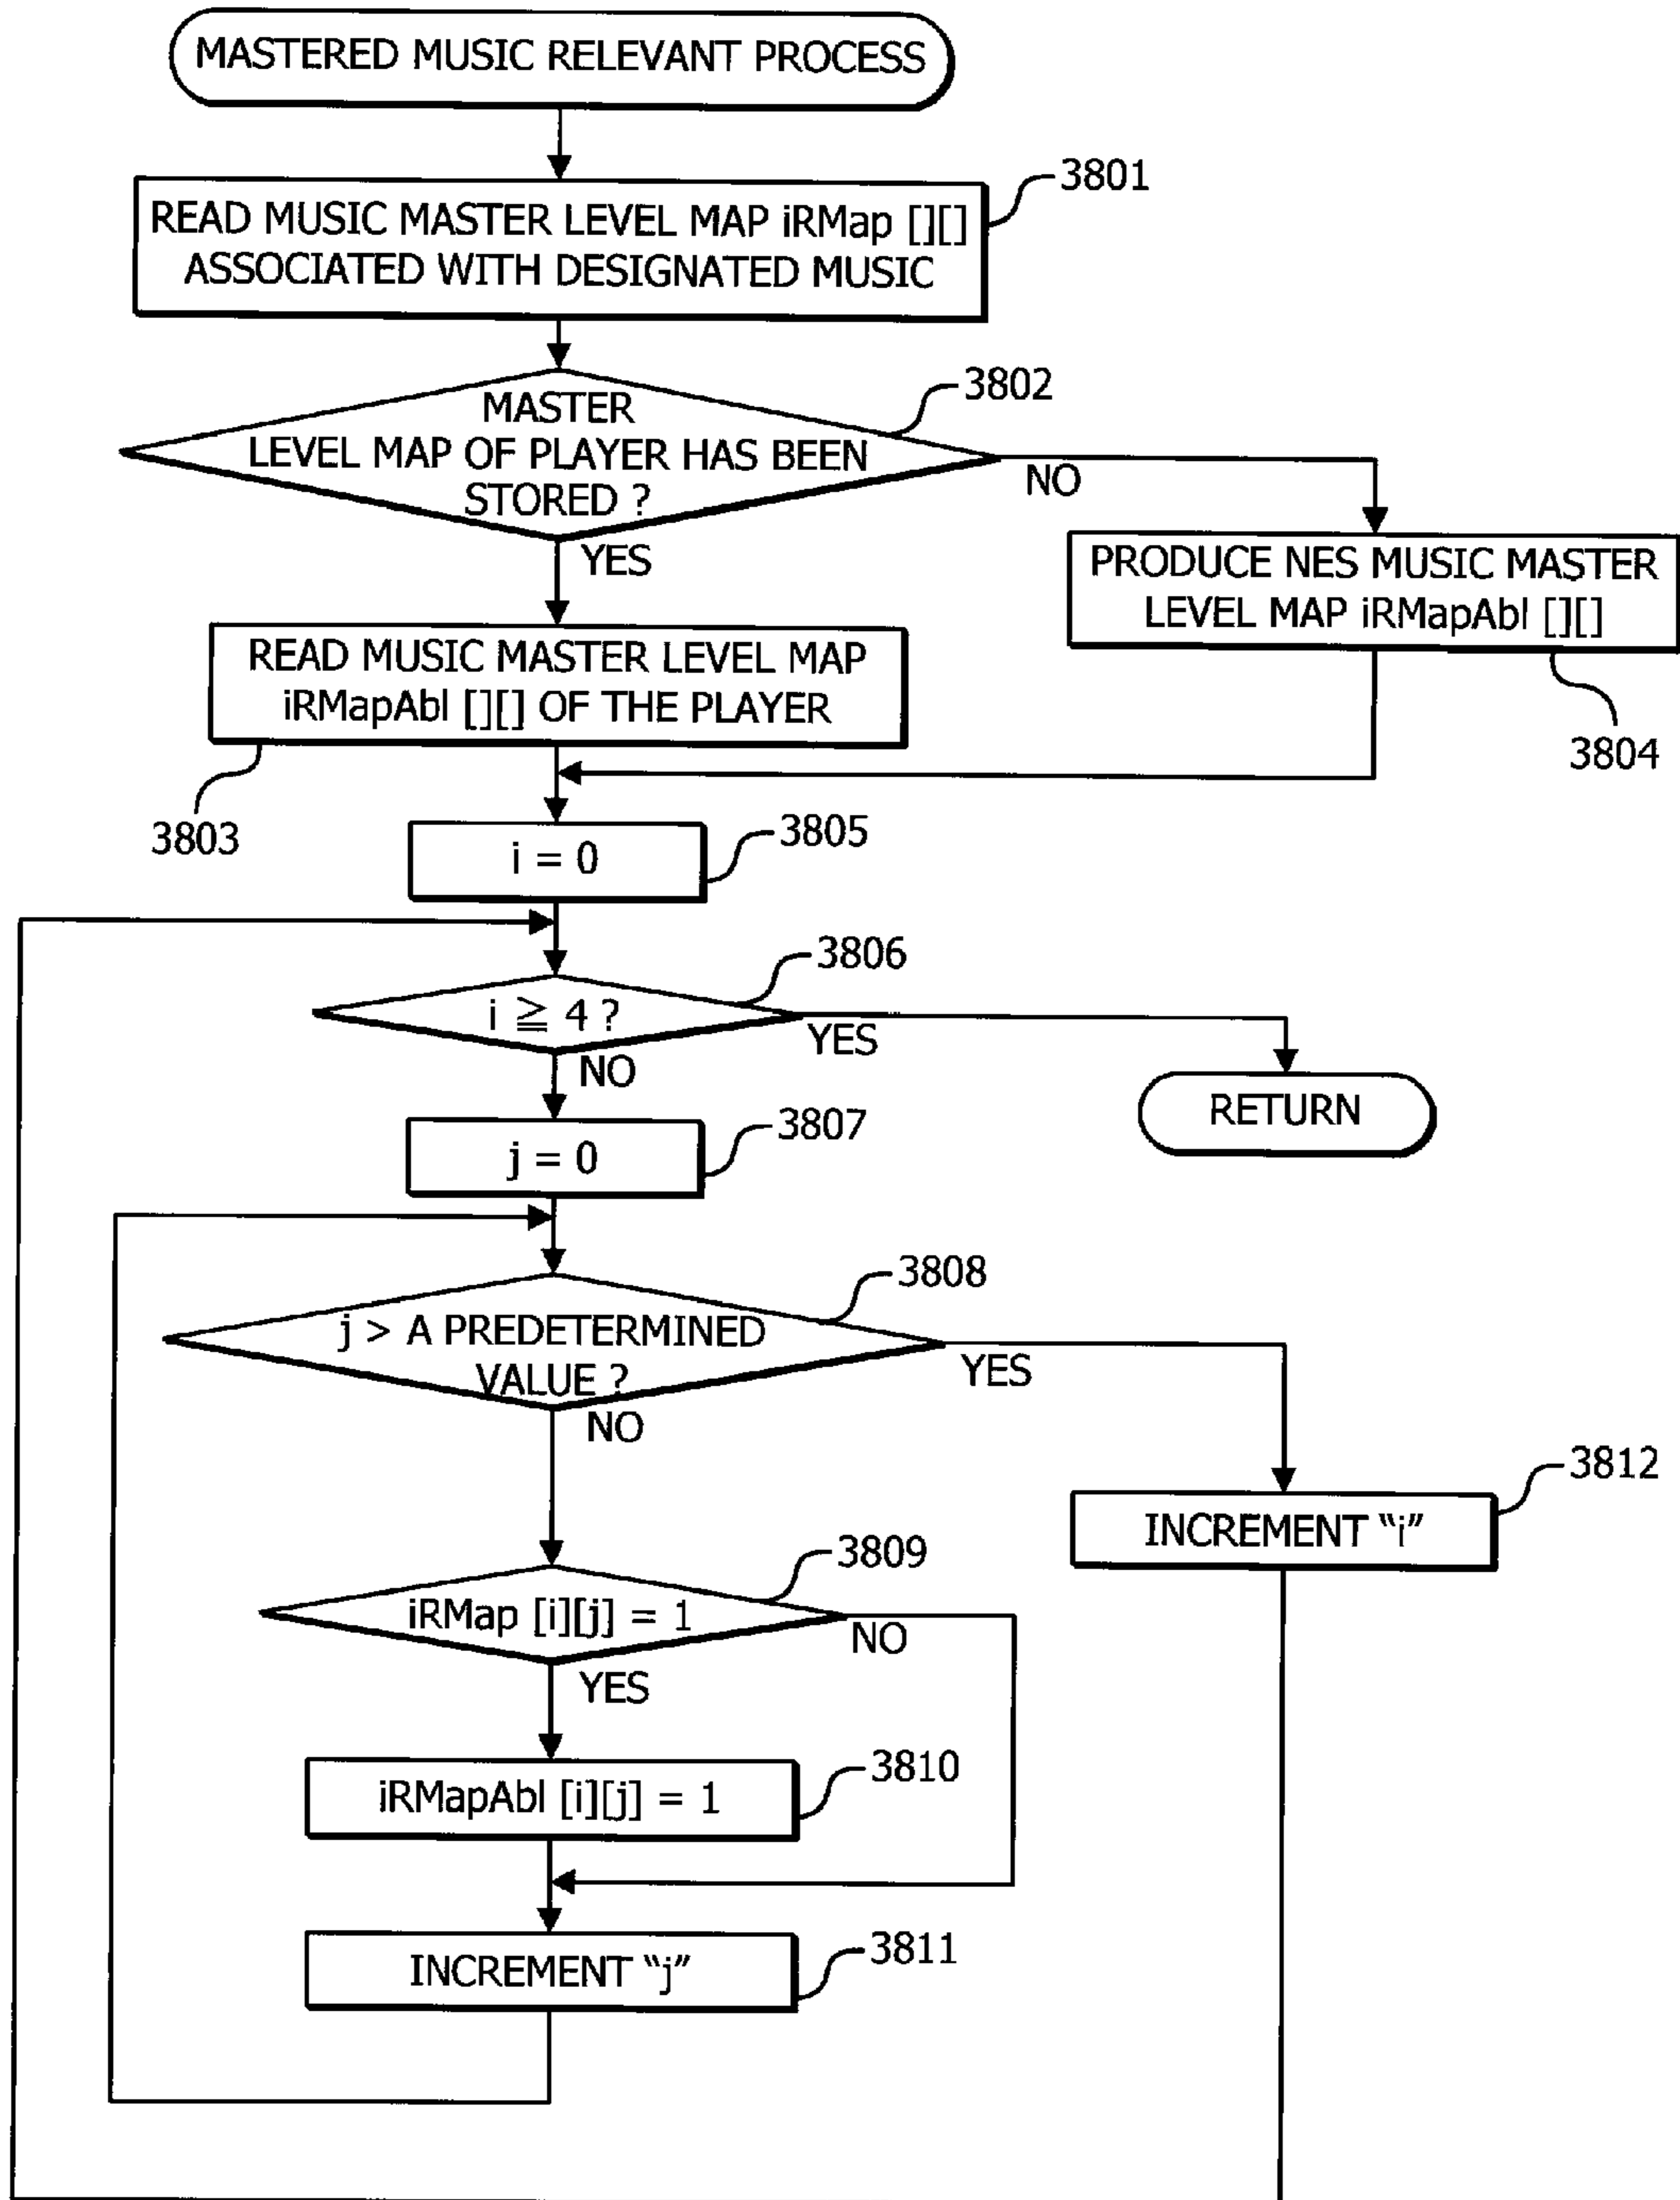 MASTERED MUSIC RELEVANT PROCESS
3801
READ MUSIC MASTER LEVEL MAP iRMap [][]
ASSOCIATED WITH DESIGNATED MUSIC
3802
MASTER
LEVEL MAP OF PLAYER HAS BEEN
STORED ?
NO
YES
PRODUCE NES MUSIC MASTER
LEVEL MAP iRMapAbl [][]
3804
READ MUSIC MASTER LEVEL MAP
iRMapAbl [][] OF THE PLAYER
3803
3805
i = 0
3806
i ≧ 4 ?
YES
NO
RETURN
3807
j = 0
3808
j > A PREDETERMINED
VALUE ?
YES
NO
3812
INCREMENT “i”
3809
iRMap [i][j] = 1
NO
YES
3810
iRMapAbl [i][j] = 1
3811
INCREMENT “j”